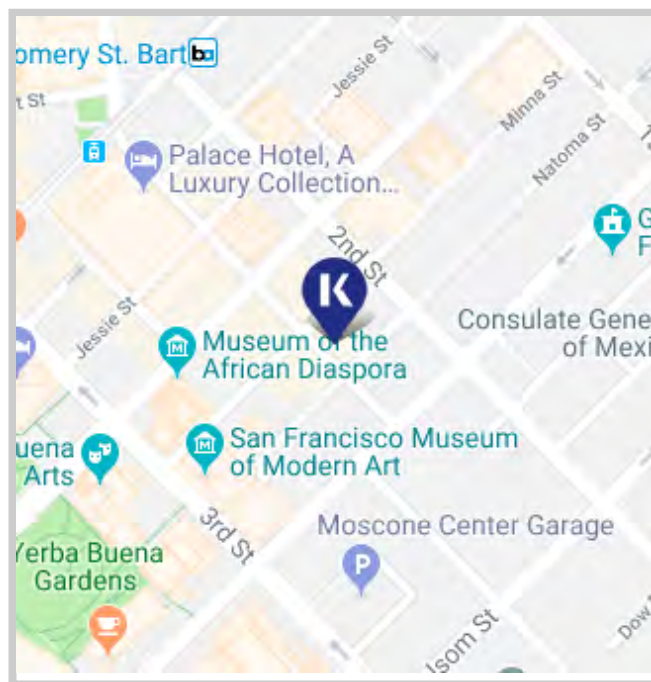 omery St. Bart
ba
Jessie St
t St
Minna St
Palace Hotel, A
Luxury Collection...
Natoma St
2nd St
G
F
K
Jessie St
Museum of the
African Diaspora
Consulate Gene
of Mexi
uena
Arts
San Francisco Museum
of Modern Art
3rd St
Moscone Center Garage
Yerba Buena
Gardens
P
lsom St
Dow